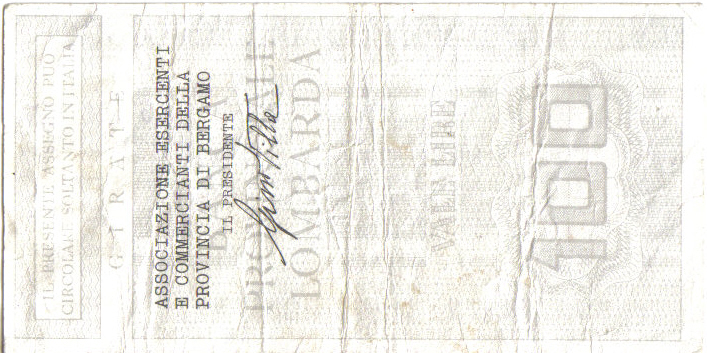 IL PRESENTE ASSEGNO PUÒ
CIRCOLARE SOLTANTO IN ITALIA
GIRATE
ASSOCIAZIONE ESERCENTI
E COMMERCIANTI DELLA
PROVINCIA DI BERGAMO
IL PRESIDENTE
BANCA
PROVINCIALE
LOMBARDA
VALE LIRE
100